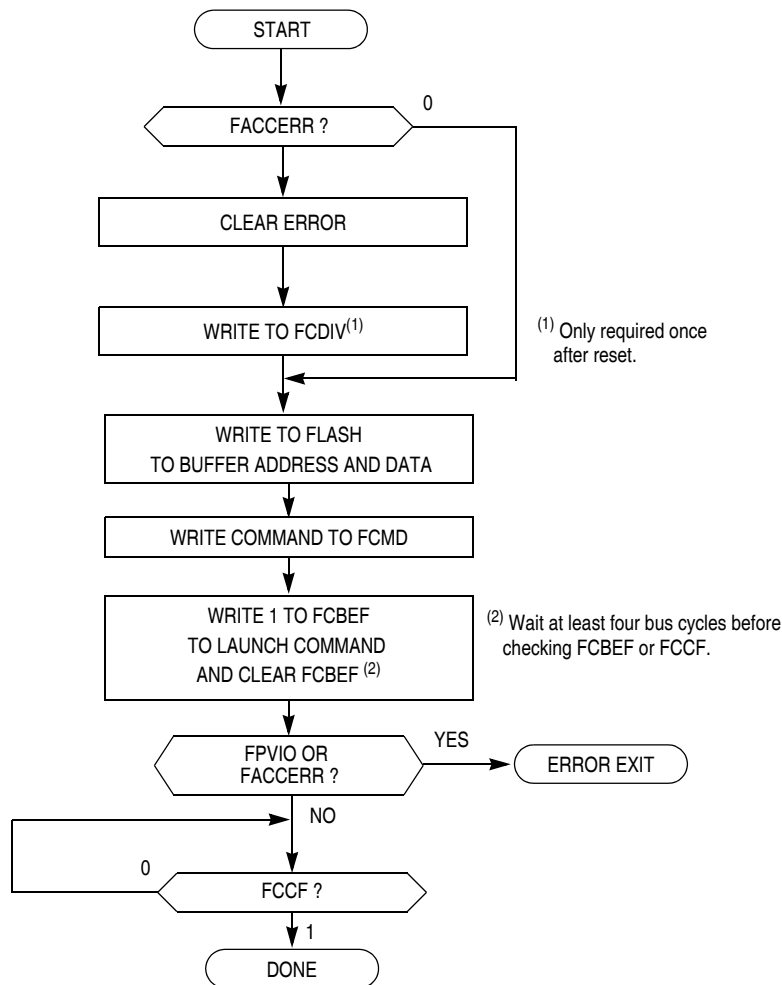 START
0
FACCERR ?
CLEAR ERROR
WRITE TO FCDIV(1)
(1) Only required once
after reset.
WRITE TO FLASH
TO BUFFER ADDRESS AND DATA
WRITE COMMAND TO FCMD
WRITE 1 TO FCBEF
TO LAUNCH COMMAND
AND CLEAR FCBEF (2)
(2) Wait at least four bus cycles before
checking FCBEF or FCCF.
FPVIO OR
FACCERR ?
YES
ERROR EXIT
NO
0
FCCF ?
1
DONE